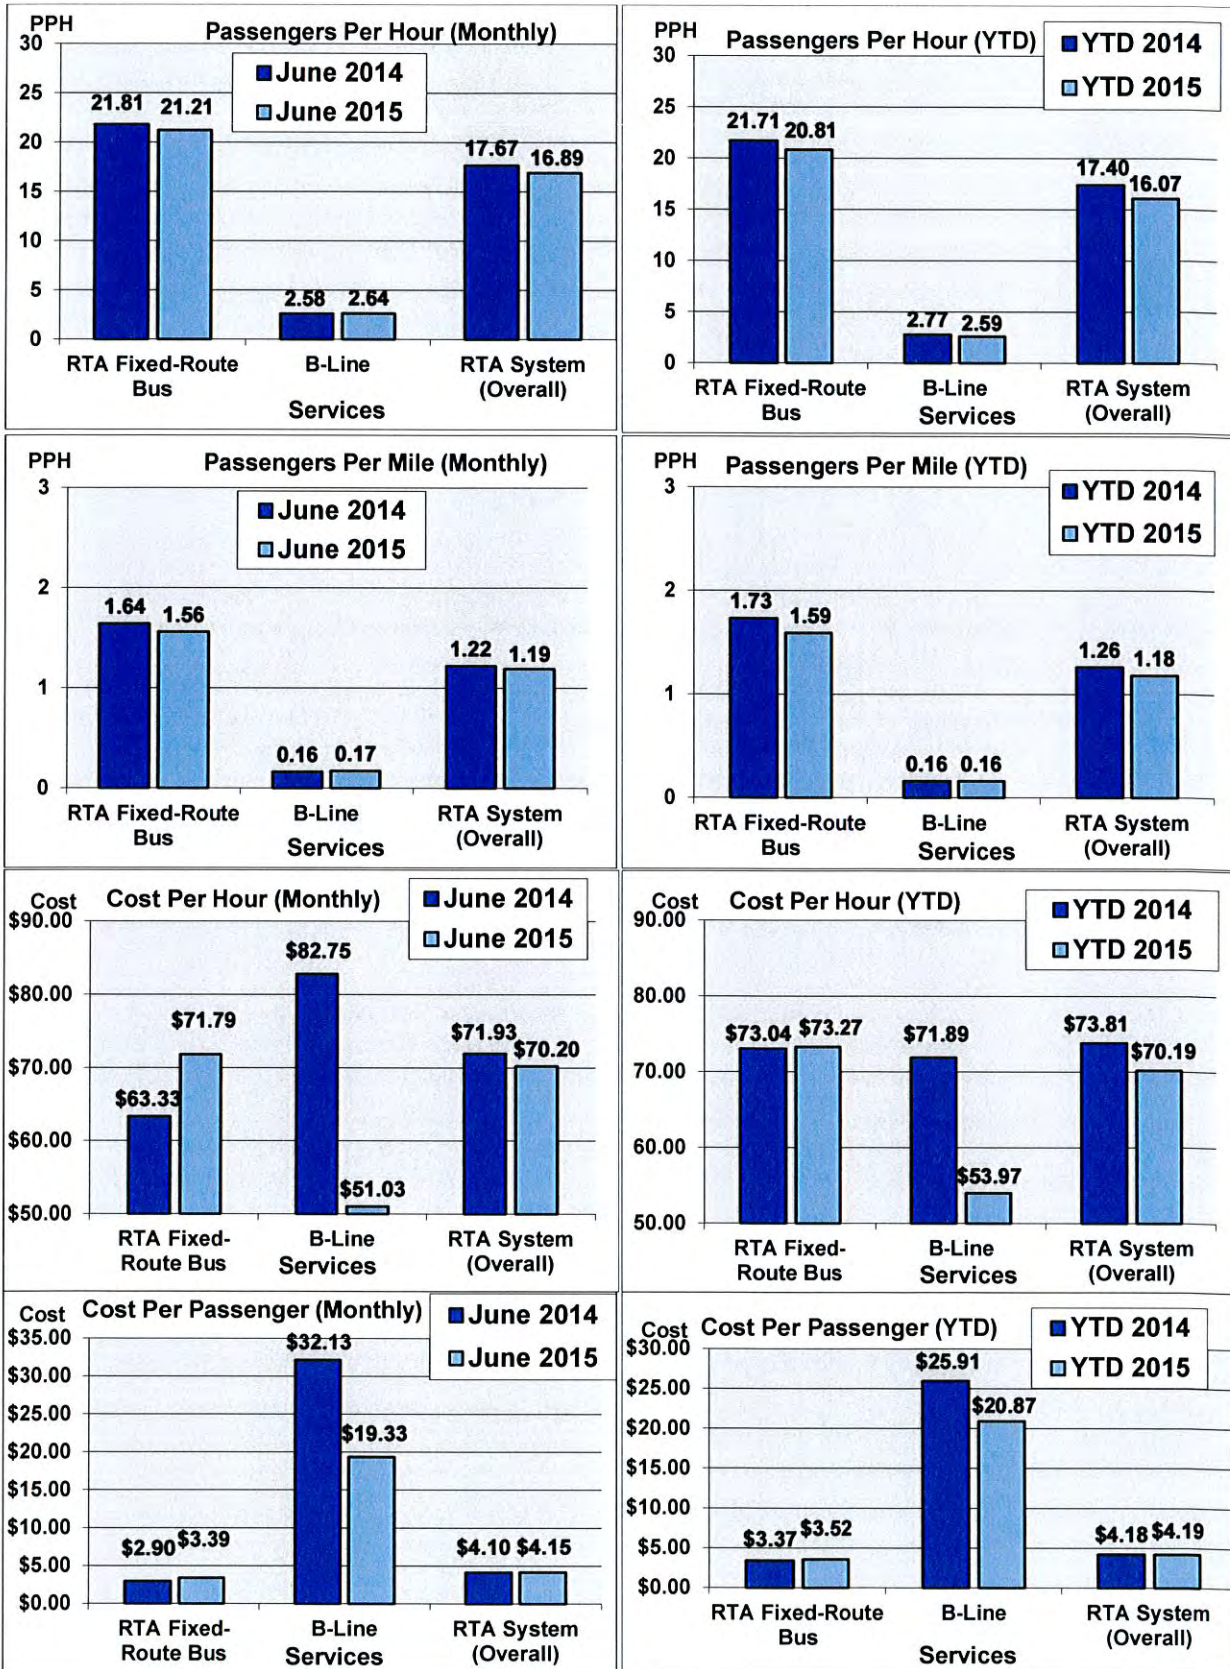 PPH
Passengers Per Hour (Monthly)
June 2014
June 2015
30
25
20
15
10
5
0
21.81
21.21
2.58
2.64
17.67
16.89
RTA Fixed-Route
Bus
B-Line
RTA System
(Overall)
Services
PPH
Passengers Per Hour (YTD)
YTD 2014
YTD 2015
30
25
20
15
10
5
0
21.71
20.81
2.77
2.59
17.40
16.07
RTA Fixed-Route
Bus
B-Line
RTA System
(Overall)
Services
PPH
Passengers Per Mile (Monthly)
June 2014
June 2015
3
2
1
0
1.64
1.56
0.16
0.17
1.22
1.19
RTA Fixed-Route
Bus
B-Line
RTA System
(Overall)
Services
PPH
Passengers Per Mile (YTD)
YTD 2014
YTD 2015
3
2
1
0
1.73
1.59
0.16
0.16
1.26
1.18
RTA Fixed-Route
Bus
B-Line
RTA System
(Overall)
Services
Cost
Cost Per Hour (Monthly)
June 2014
June 2015
$90.00
$80.00
$70.00
$60.00
$50.00
$63.33
$71.79
$82.75
$51.03
$71.93
$70.20
RTA Fixed-
Route Bus
B-Line
RTA System
(Overall)
Services
Cost
Cost Per Hour (YTD)
YTD 2014
YTD 2015
90.00
80.00
70.00
60.00
50.00
$73.04
$73.27
$71.89
$53.97
$73.81
$70.19
RTA Fixed-
Route Bus
B-Line
RTA System
(Overall)
Services
Cost
Cost Per Passenger (Monthly)
June 2014
June 2015
$35.00
$30.00
$25.00
$20.00
$15.00
$10.00
$5.00
$0.00
$2.90
$3.39
$32.13
$19.33
$4.10
$4.15
RTA Fixed-
Route Bus
B-Line
RTA System
(Overall)
Services
Cost
Cost Per Passenger (YTD)
YTD 2014
YTD 2015
$30.00
$25.00
$20.00
$15.00
$10.00
$5.00
$0.00
$3.37
$3.52
$25.91
$20.87
$4.18
$4.19
RTA Fixed-Route
Bus
B-Line
RTA System
(Overall)
Services